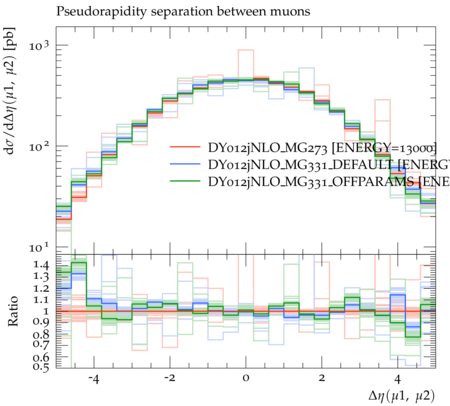 Pseudorapidity separation between muons
dσ/dΔη(μ1, μ2) [pb]
10³
10²
10¹
DY012jNLO_MG273 [ENERGY=13000]
DY012jNLO_MG331_DEFAULT [ENERGY
DY012jNLO_MG331_OFFPARAMS [ENE
Ratio
1.4
1.3
1.2
1.1
1
0.9
0.8
0.7
0.6
0.5
-4 -2 0 2 4
Δη(μ1, μ2)